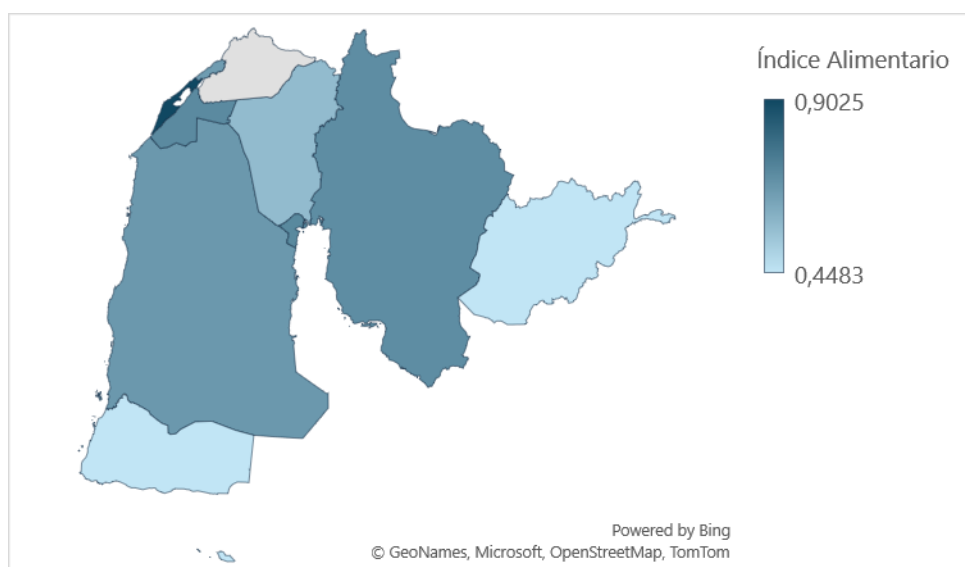 Índice Alimentario
0,9025
0,4483
Powered by Bing
© GeoNames, Microsoft, OpenStreetMap, TomTom